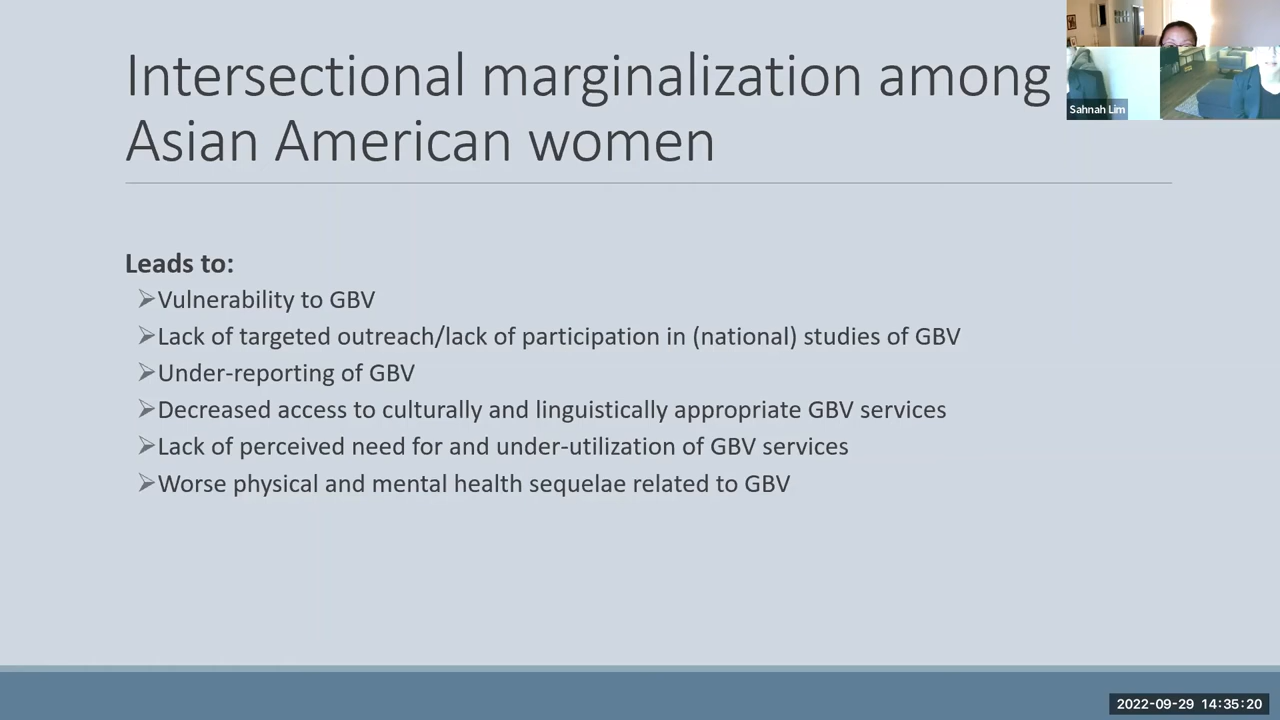 Intersectional marginalization among
Asian American women
Sahnah Lim
Leads to:
➢Vulnerability to GBV
➢Lack of targeted outreach/lack of participation in (national) studies of GBV
➢Under-reporting of GBV
➢Decreased access to culturally and linguistically appropriate GBV services
➢Lack of perceived need for and under-utilization of GBV services
➢Worse physical and mental health sequelae related to GBV
2022-09-29 14:35:20